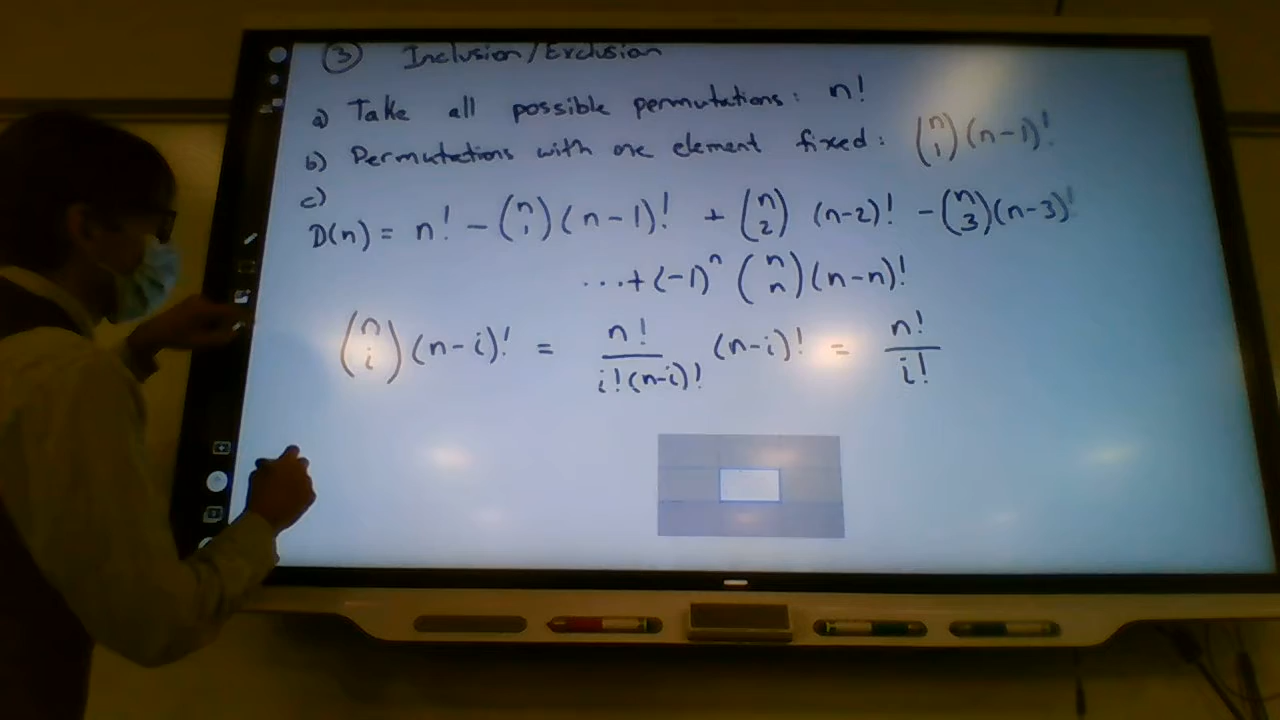 ③ Inclusion/Exclusion
a) Take all possible permutations: n!
b) Permutations with one element fixed: (n 1)(n-1)!
c)
D(n) = n! - (n 1)(n-1)! + (n 2)(n-2)! - (n 3)(n-3)!
...+(-1)^n (n n)(n-n)!
(n i)(n-i)! = n!/i!(n-i)! (n-i)! = n!/i!